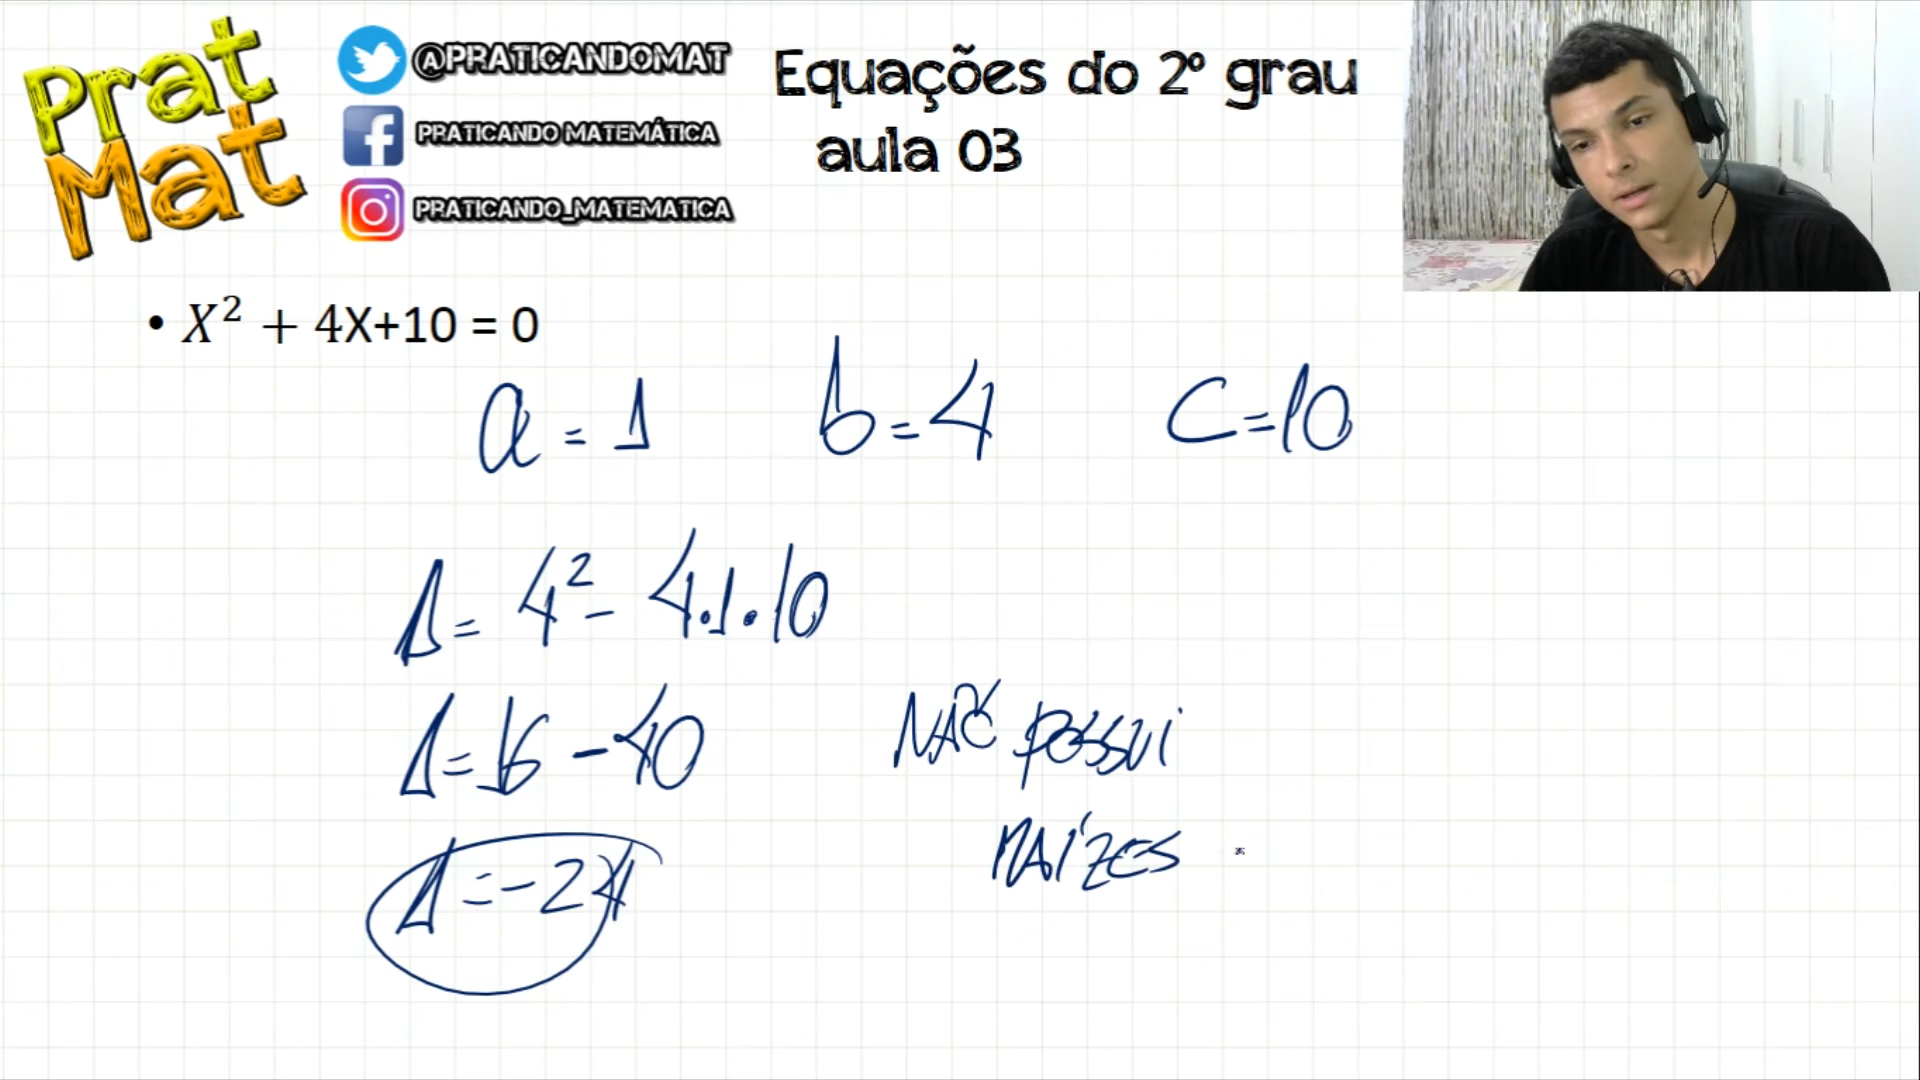 Prat
Mat
@PRATICANDOMAT
PRATICANDO MATEMÁTICA
PRATICANDO_MATEMATICA
Equações do 2º grau
aula 03
• X² + 4X+10 = 0
a = 1 b = 4 c = 10
Δ = 4² - 4.1.10
Δ = 16 - 40
Δ = -24
NÃO POSSUI
RAÍZES